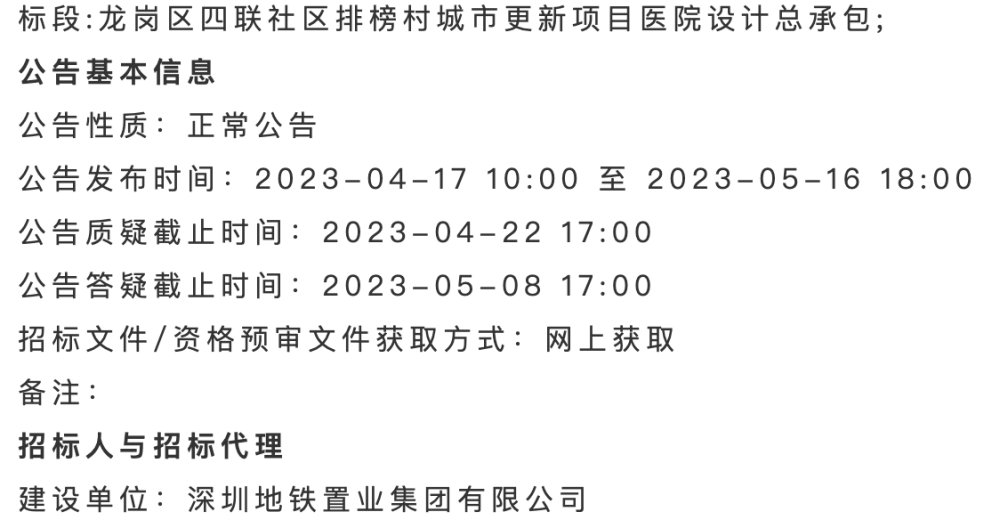 标段:龙岗区四联社区排榜村城市更新项目医院设计总承包;
公告基本信息
公告性质：正常公告
公告发布时间：2023-04-17 10:00 至 2023-05-16 18:00
公告质疑截止时间：2023-04-22 17:00
公告答疑截止时间：2023-05-08 17:00
招标文件/资格预审文件获取方式：网上获取
备注：
招标人与招标代理
建设单位：深圳地铁置业集团有限公司